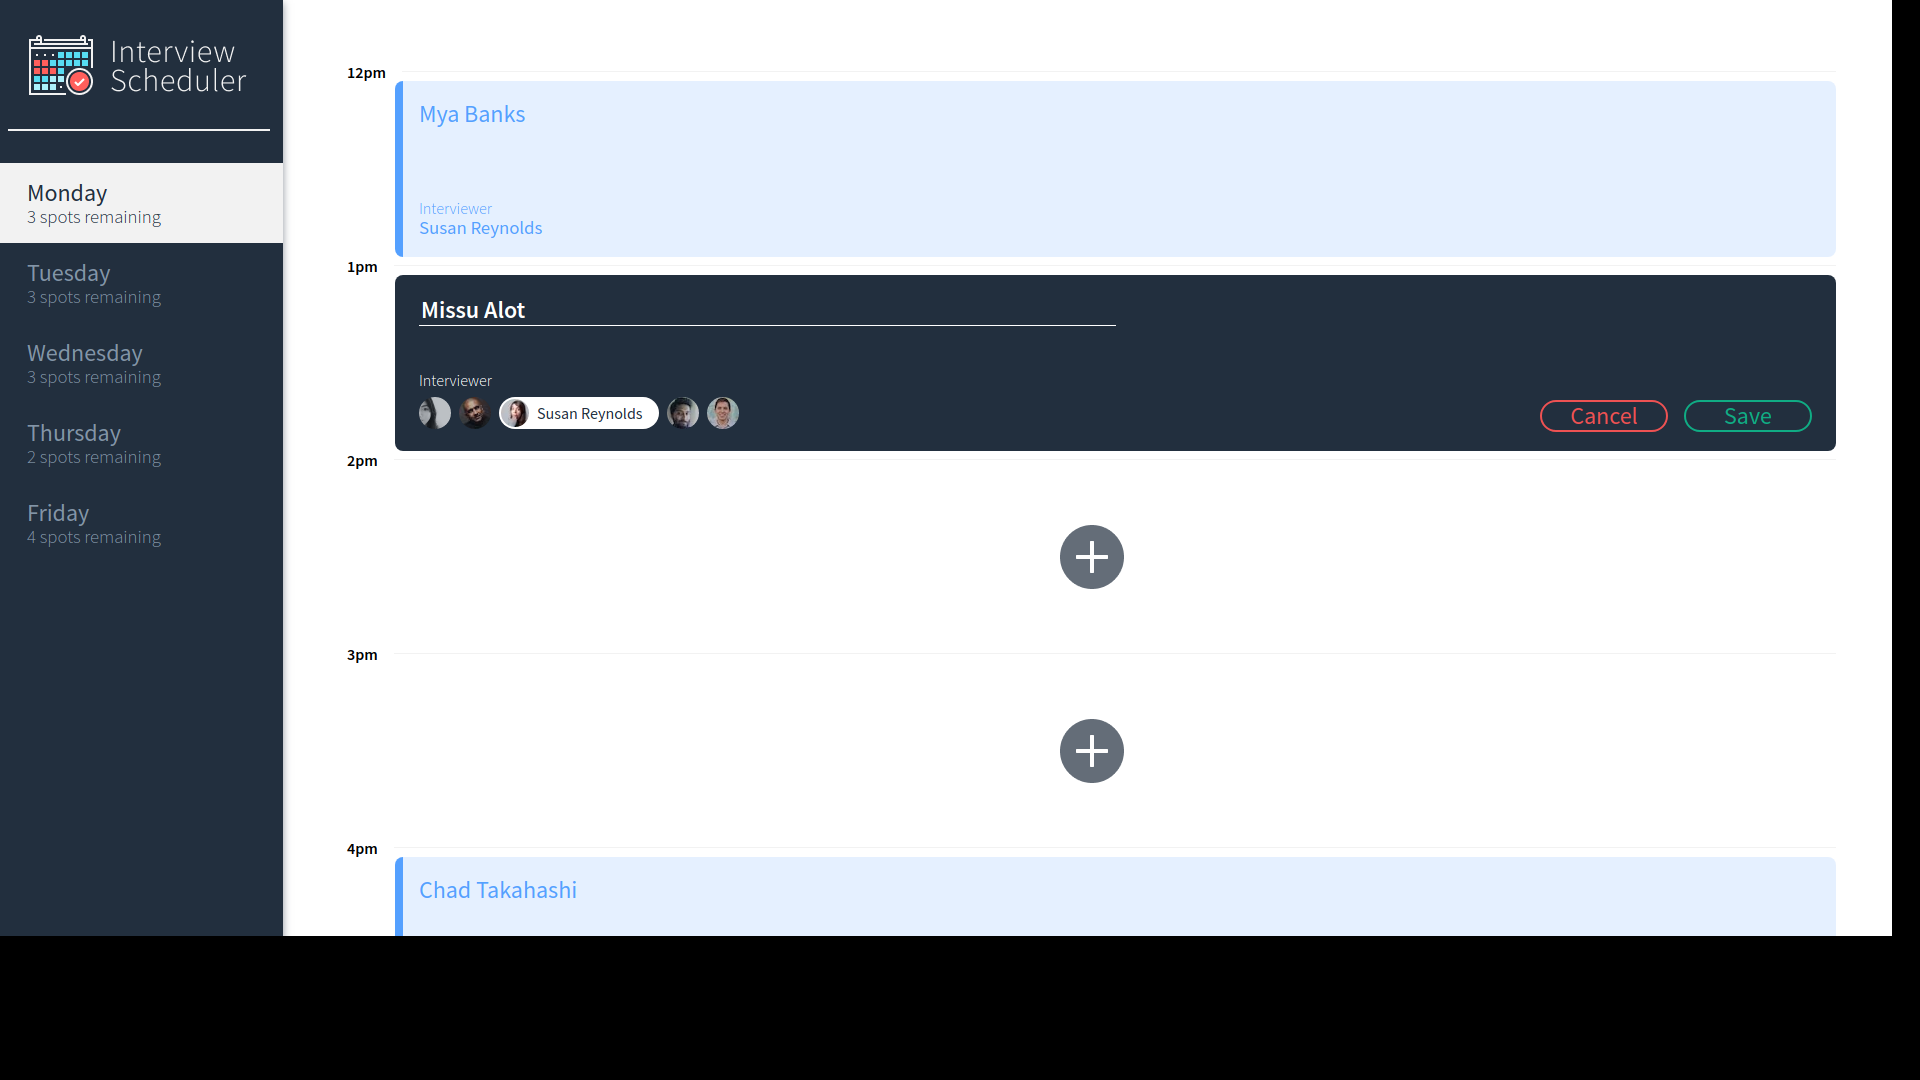 Interview
Scheduler
Monday
3 spots remaining
Tuesday
3 spots remaining
Wednesday
3 spots remaining
Thursday
2 spots remaining
Friday
4 spots remaining
12pm
Mya Banks
Interviewer
Susan Reynolds
1pm
Missu Alot
Interviewer
Susan Reynolds
Cancel
Save
2pm
3pm
4pm
Chad Takahashi